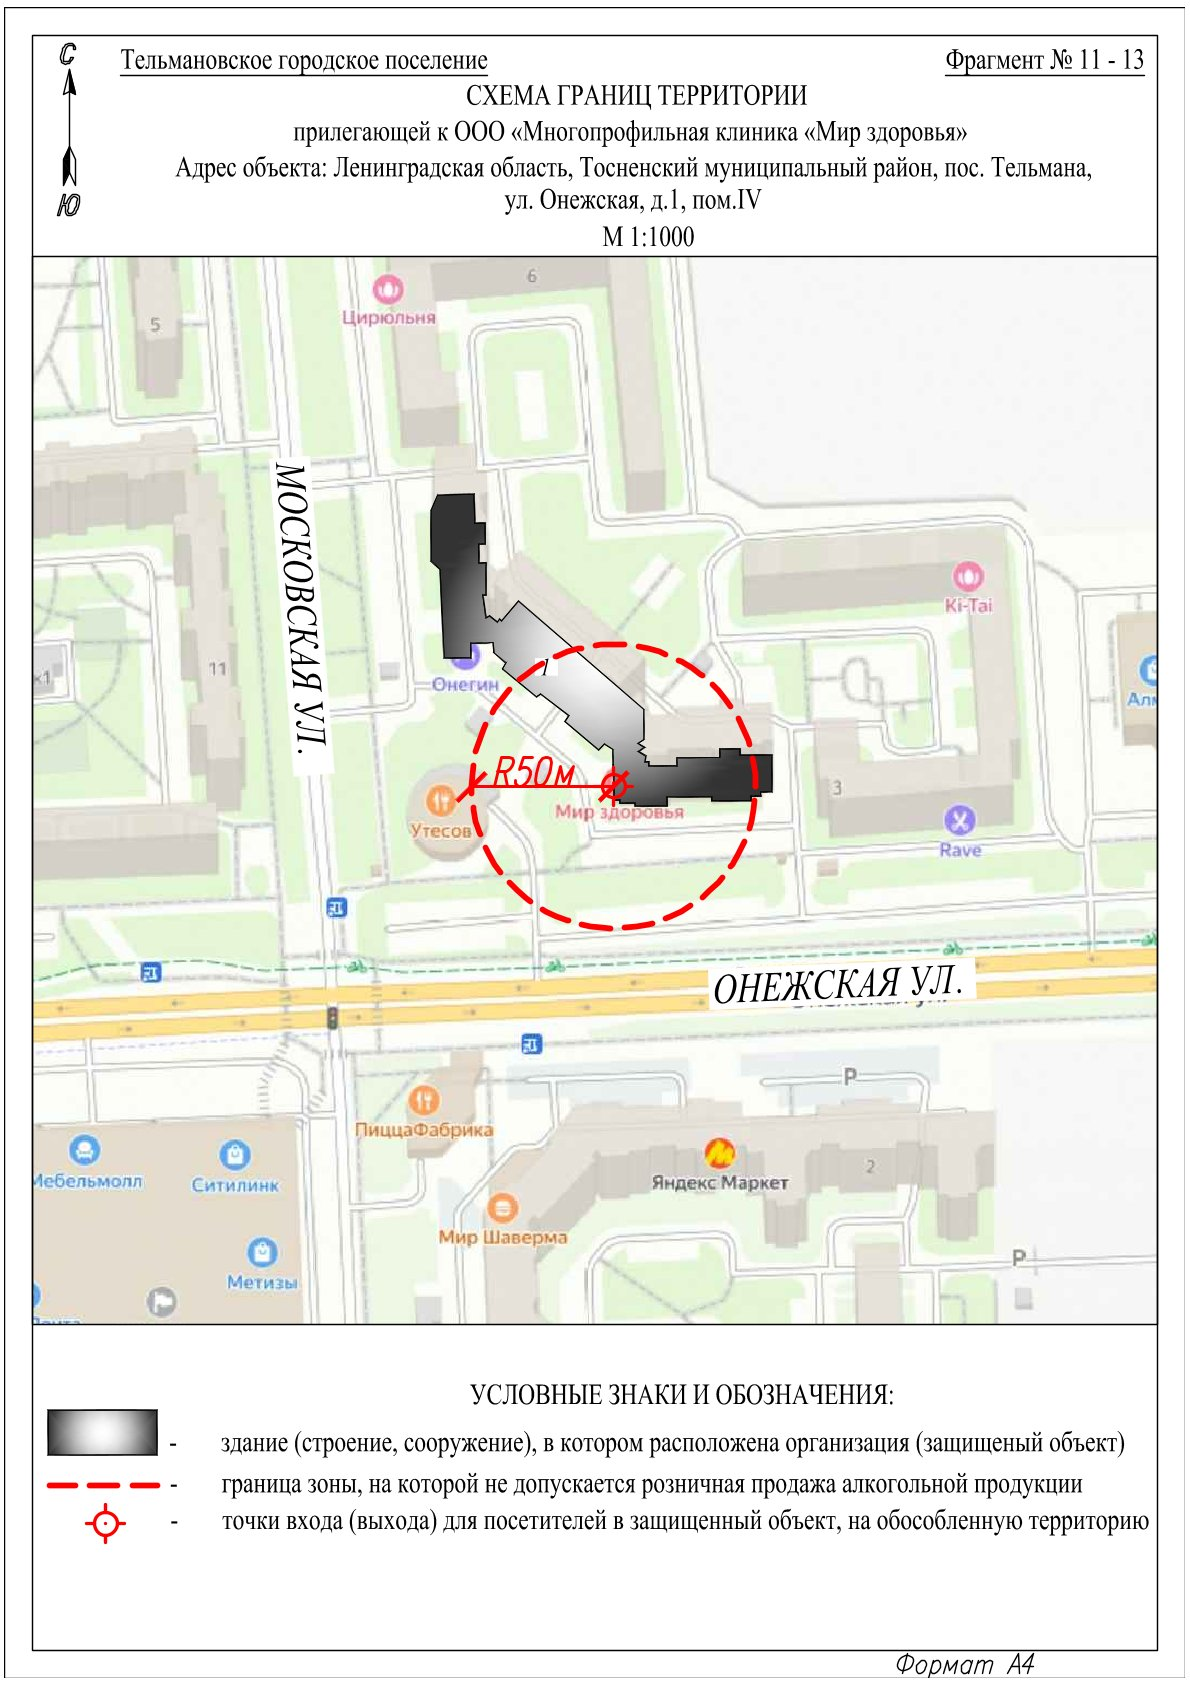 С
Ю
Тельмановское городское поселение
Фрагмент № 11 - 13
СХЕМА ГРАНИЦ ТЕРРИТОРИИ
прилегающей к ООО «Многопрофильная клиника «Мир здоровья»
Адрес объекта: Ленинградская область, Тосненский муниципальный район, пос. Тельмана,
ул. Онежская, д.1, пом.IV
М 1:1000
6
Цирюльня
5
МОСКОВСКАЯ УЛ.
Ki-Tai
11
к1
1
Онегин
Алм
R50м
3
Мир здоровья
Утесов
Rave
ОНЕЖСКАЯ УЛ.
P
ПиццаФабрика
Мебельмолл
Ситилинк
Яндекс Маркет
2
Мир Шаверма
P
Метизы
УСЛОВНЫЕ ЗНАКИ И ОБОЗНАЧЕНИЯ:
- здание (строение, сооружение), в котором расположена организация (защищеный объект)
- граница зоны, на которой не допускается розничная продажа алкогольной продукции
- точки входа (выхода) для посетителей в защищенный объект, на обособленную территорию
Формат А4